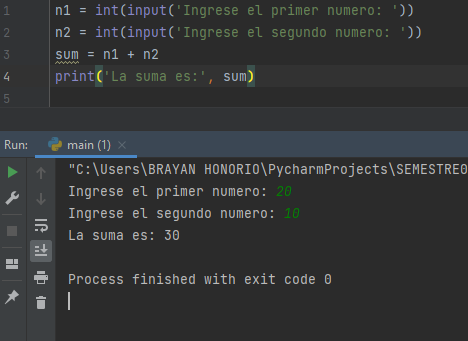 1 n1 = int(input('Ingrese el primer numero: '))
2 n2 = int(input('Ingrese el segundo numero: '))
3 sum = n1 + n2
4 print('La suma es:', sum)
5
Run: main (1) ×
"C:\Users\BRAYAN HONORIO\PycharmProjects\SEMESTRE0
Ingrese el primer numero: 20
Ingrese el segundo numero: 10
La suma es: 30
Process finished with exit code 0